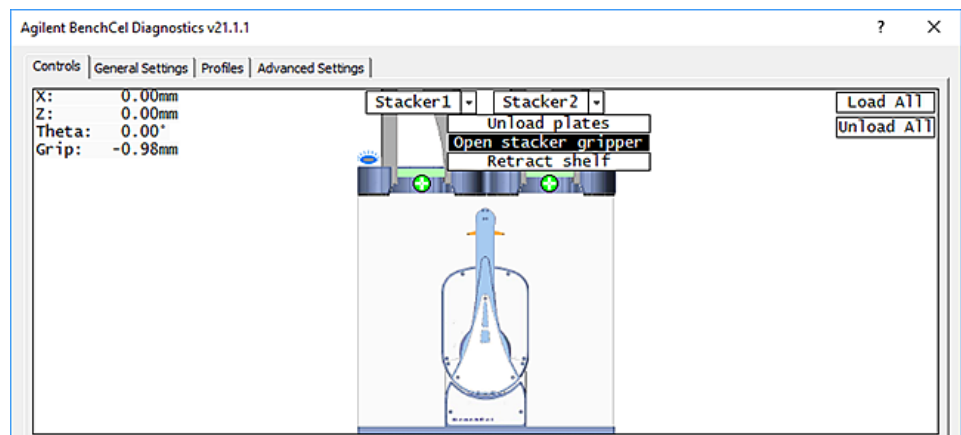 Agilent BenchCel Diagnostics v21.1.1 ? ✕
Controls General Settings Profiles Advanced Settings
X: 0.00mm
Z: 0.00mm
Theta: 0.00°
Grip: -0.98mm
Stacker1 Stacker2
Unload plates
Open stacker gripper
Retract shelf
Load All
Unload All
BenchCel